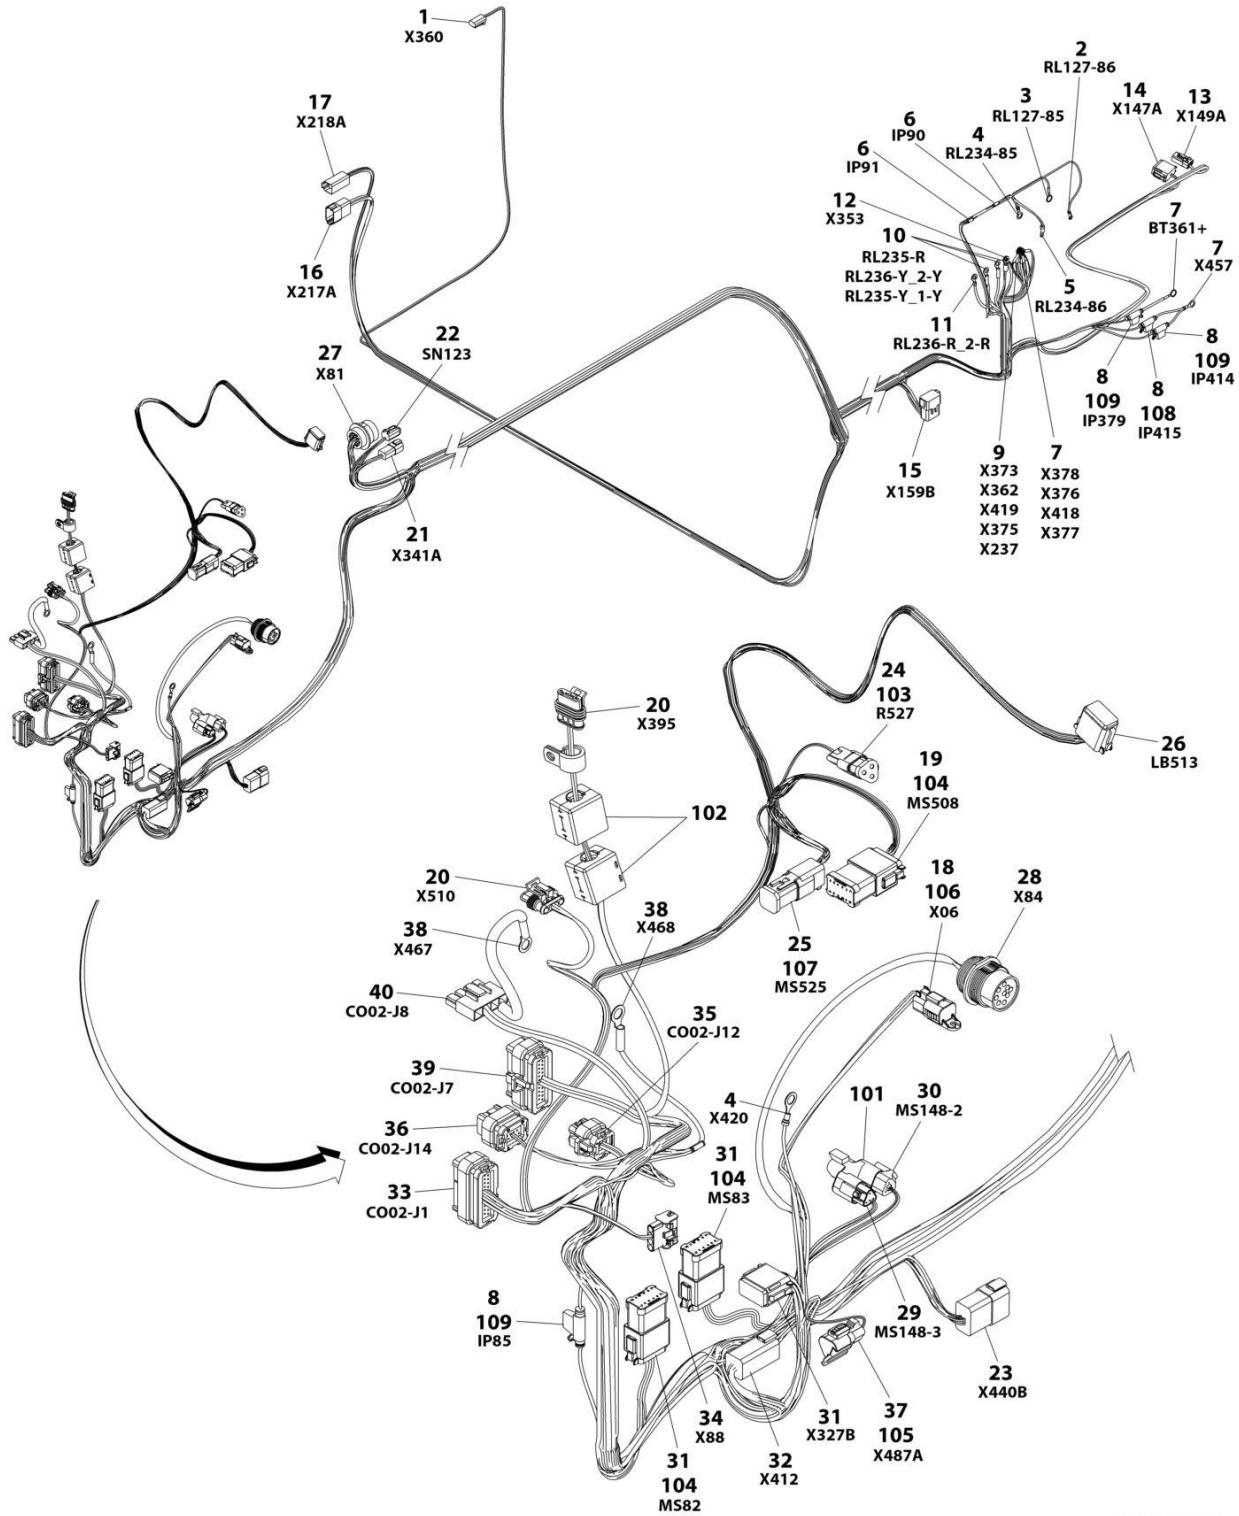 1
X360
2
RL127-86
17
X218A
3
RL127-85
14
X147A
13
X149A
6
IP90
4
RL234-85
6
IP91
12
X353
7
BT361+
10
RL235-R
RL236-Y_2-Y
RL235-Y_1-Y
7
X457
16
X217A
5
RL234-86
11
RL236-R_2-R
22
SN123
27
X81
8
109
IP414
8
109
IP379
8
108
IP415
15
X159B
9
X373
X362
X419
X375
X237
7
X378
X376
X418
X377
21
X341A
24
103
R527
20
X395
26
LB513
19
104
MS508
102
18
106
X06
28
X84
20
X510
38
X468
38
X467
25
107
MS525
40
CO02-J8
35
CO02-J12
39
CO02-J7
4
X420
101
30
MS148-2
36
CO02-J14
31
104
MS83
33
CO02-J1
8
109
IP85
29
MS148-3
23
X440B
34
X88
31
X327B
37
105
X487A
31
104
MS82
32
X412